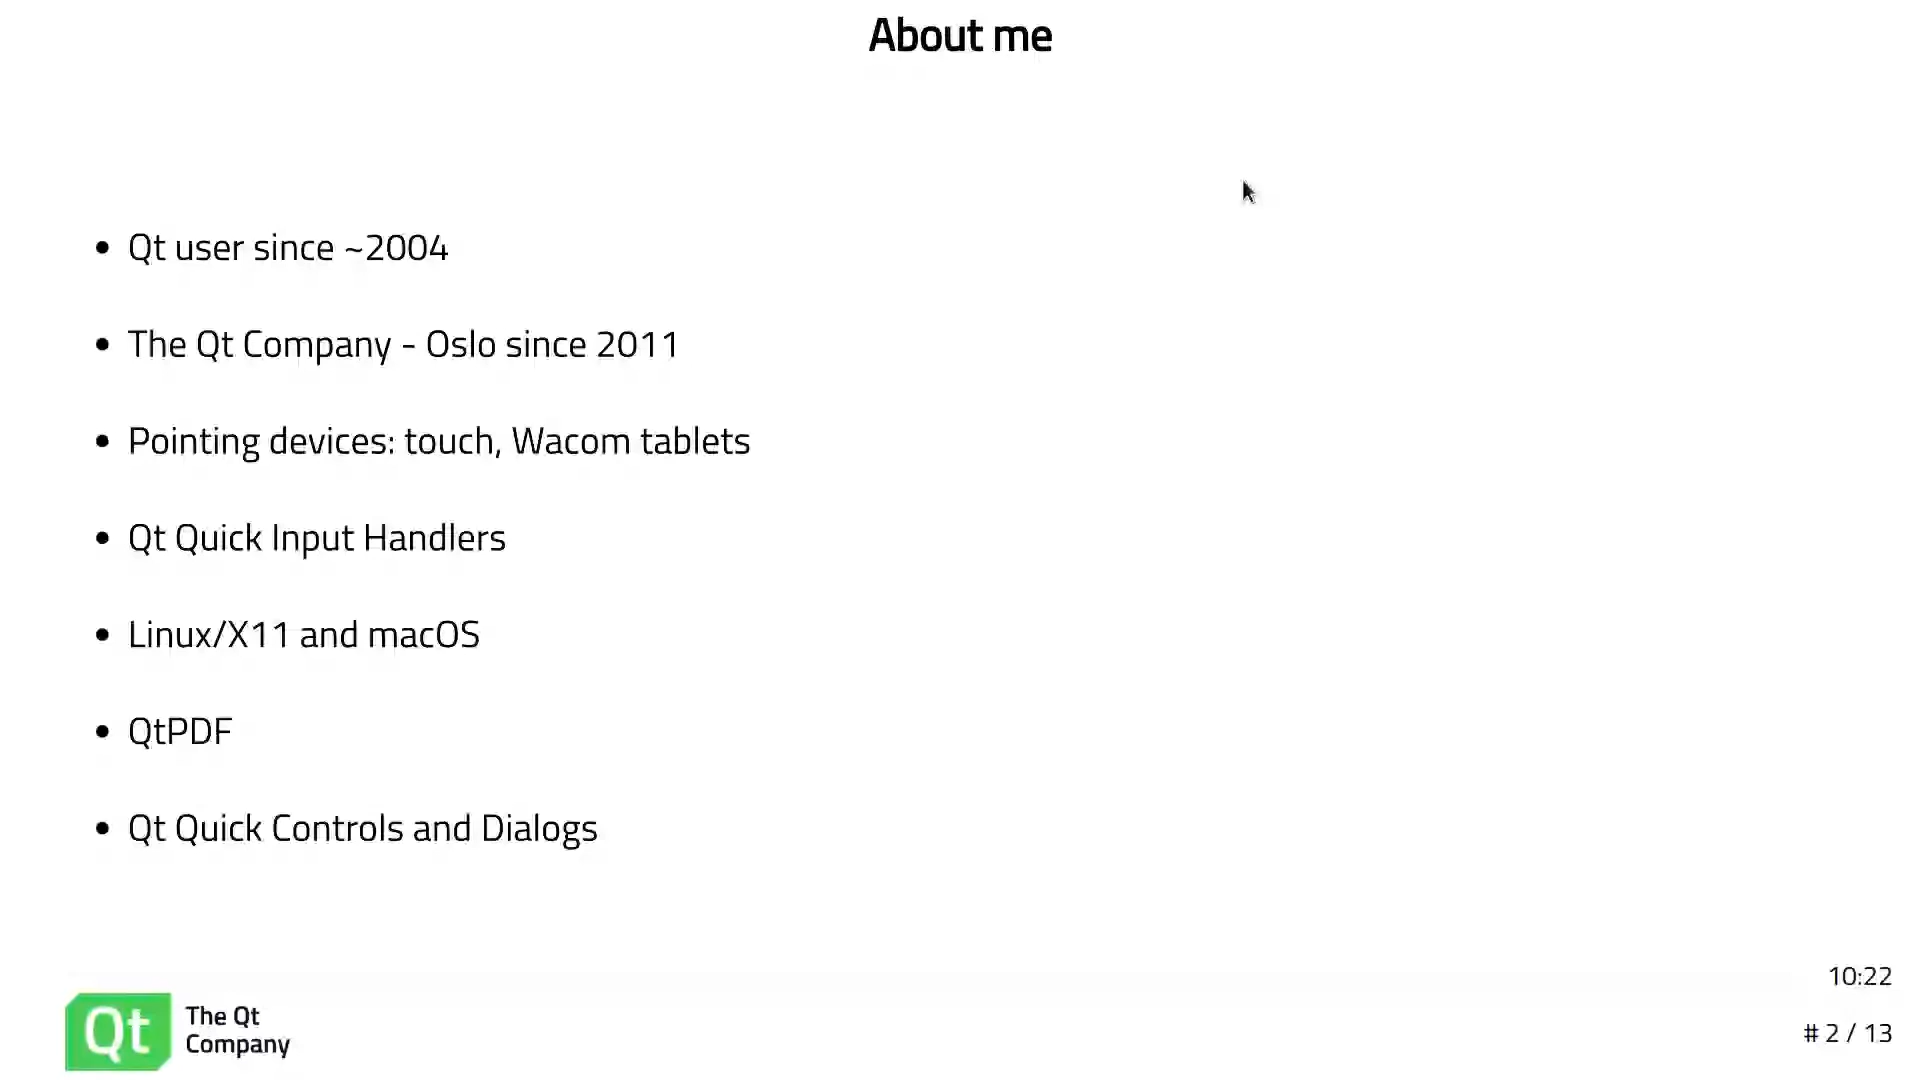 About me
• Qt user since ~2004
• The Qt Company - Oslo since 2011
• Pointing devices: touch, Wacom tablets
• Qt Quick Input Handlers
• Linux/X11 and macOS
• QtPDF
• Qt Quick Controls and Dialogs
10:22
Qt The Qt
Company
# 2 / 13